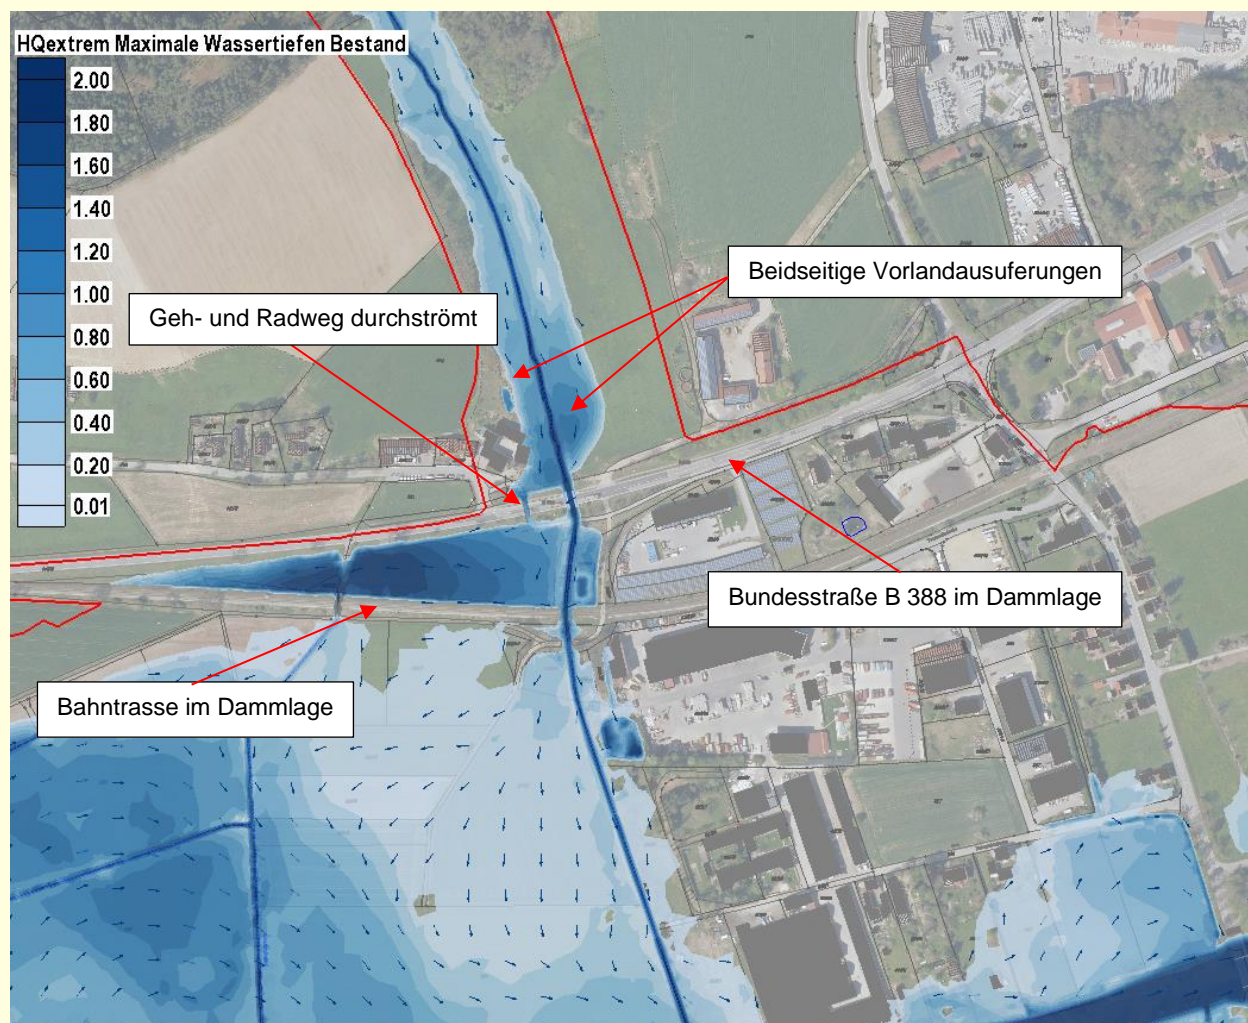 HQextrem Maximale Wassertiefen Bestand
2.00
1.80
1.60
1.40
1.20
1.00
0.80
0.60
0.40
0.20
0.01
Beidseitige Vorlandausuferungen
Geh- und Radweg durchströmt
Bundesstraße B 388 im Dammlage
Bahntrasse im Dammlage